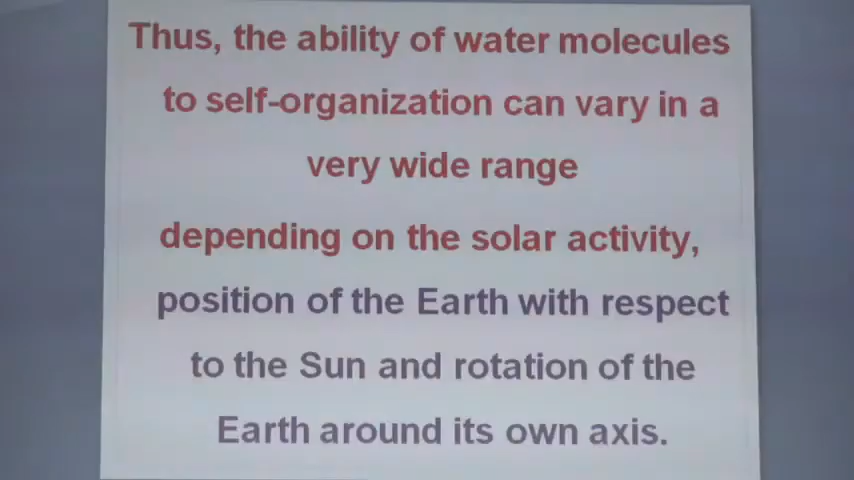 Thus, the ability of water molecules
to self-organization can vary in a
very wide range
depending on the solar activity,
position of the Earth with respect
to the Sun and rotation of the
Earth around its own axis.